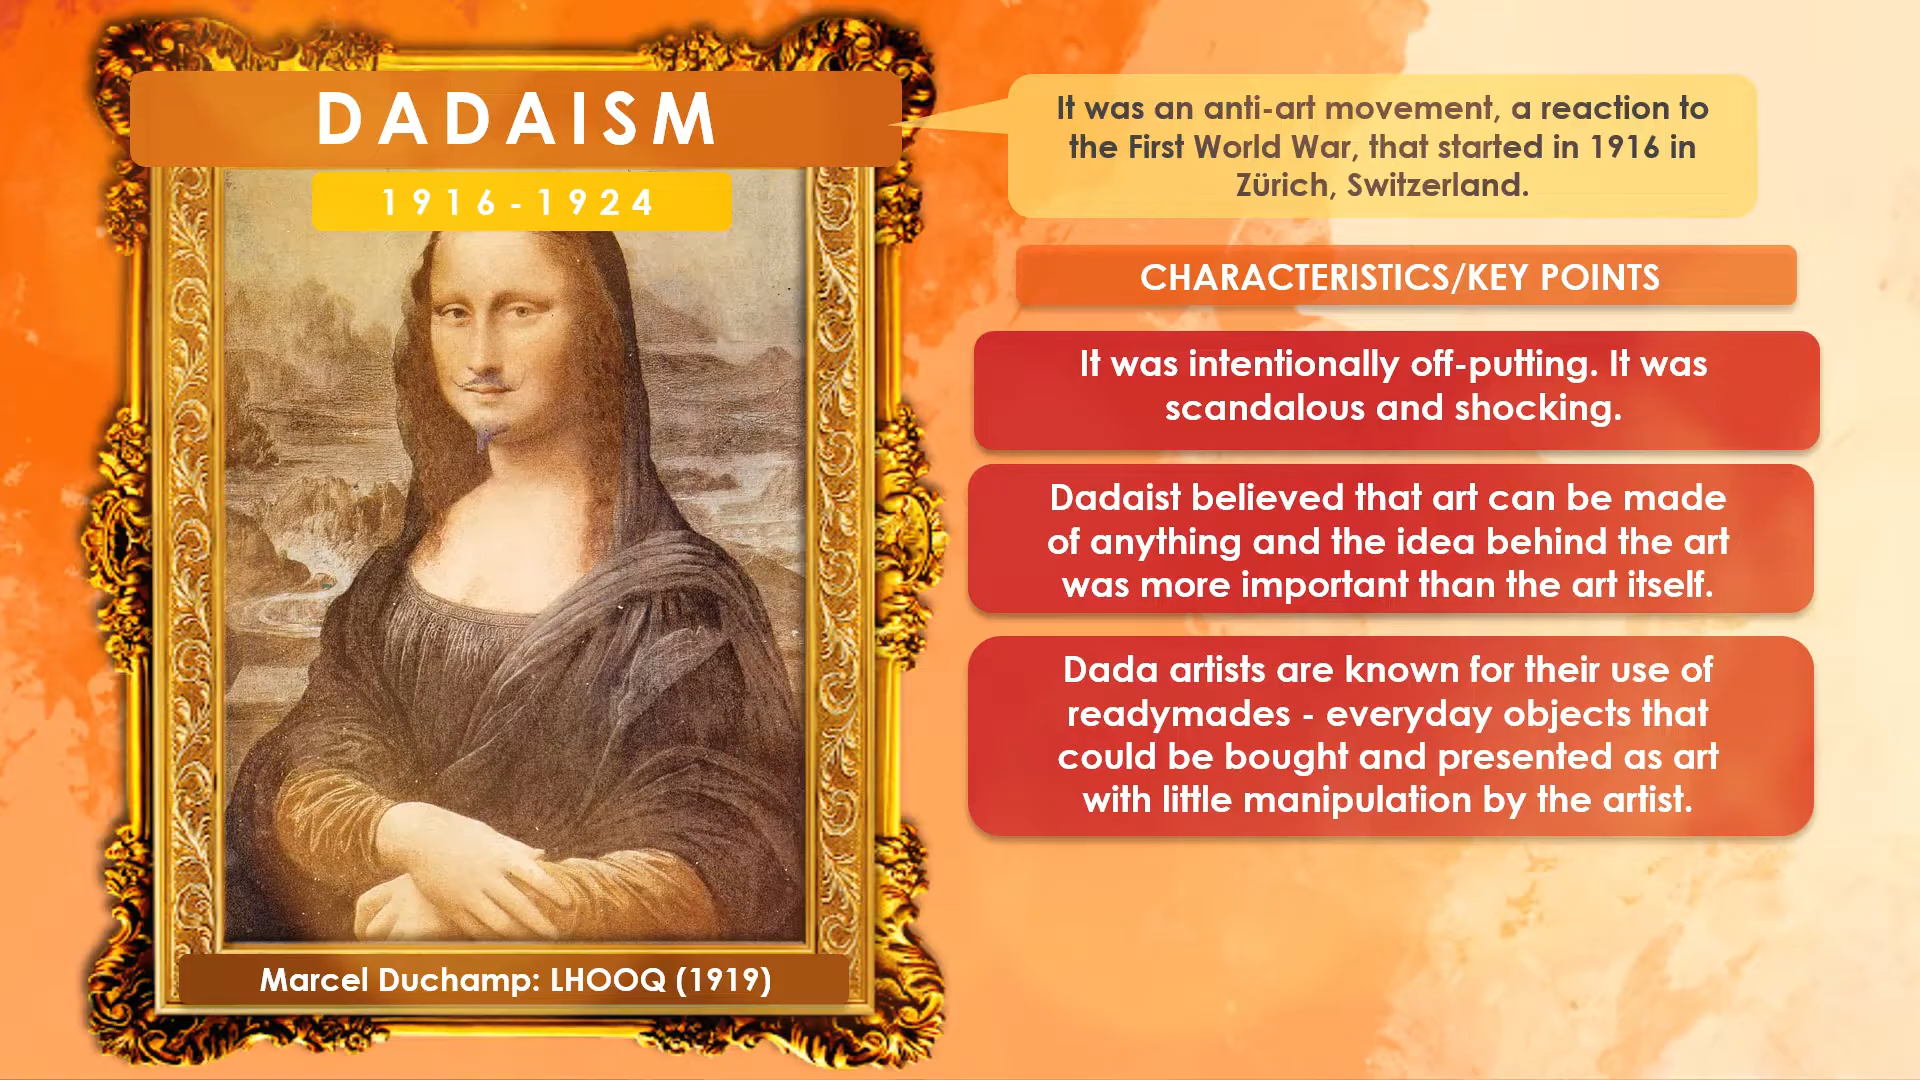 DADAISM
1916-1924
Marcel Duchamp: LHOOQ (1919)
It was an anti-art movement, a reaction to
the First World War, that started in 1916 in
Zürich, Switzerland.
CHARACTERISTICS/KEY POINTS
It was intentionally off-putting. It was
scandalous and shocking.
Dadaist believed that art can be made
of anything and the idea behind the art
was more important than the art itself.
Dada artists are known for their use of
readymades - everyday objects that
could be bought and presented as art
with little manipulation by the artist.